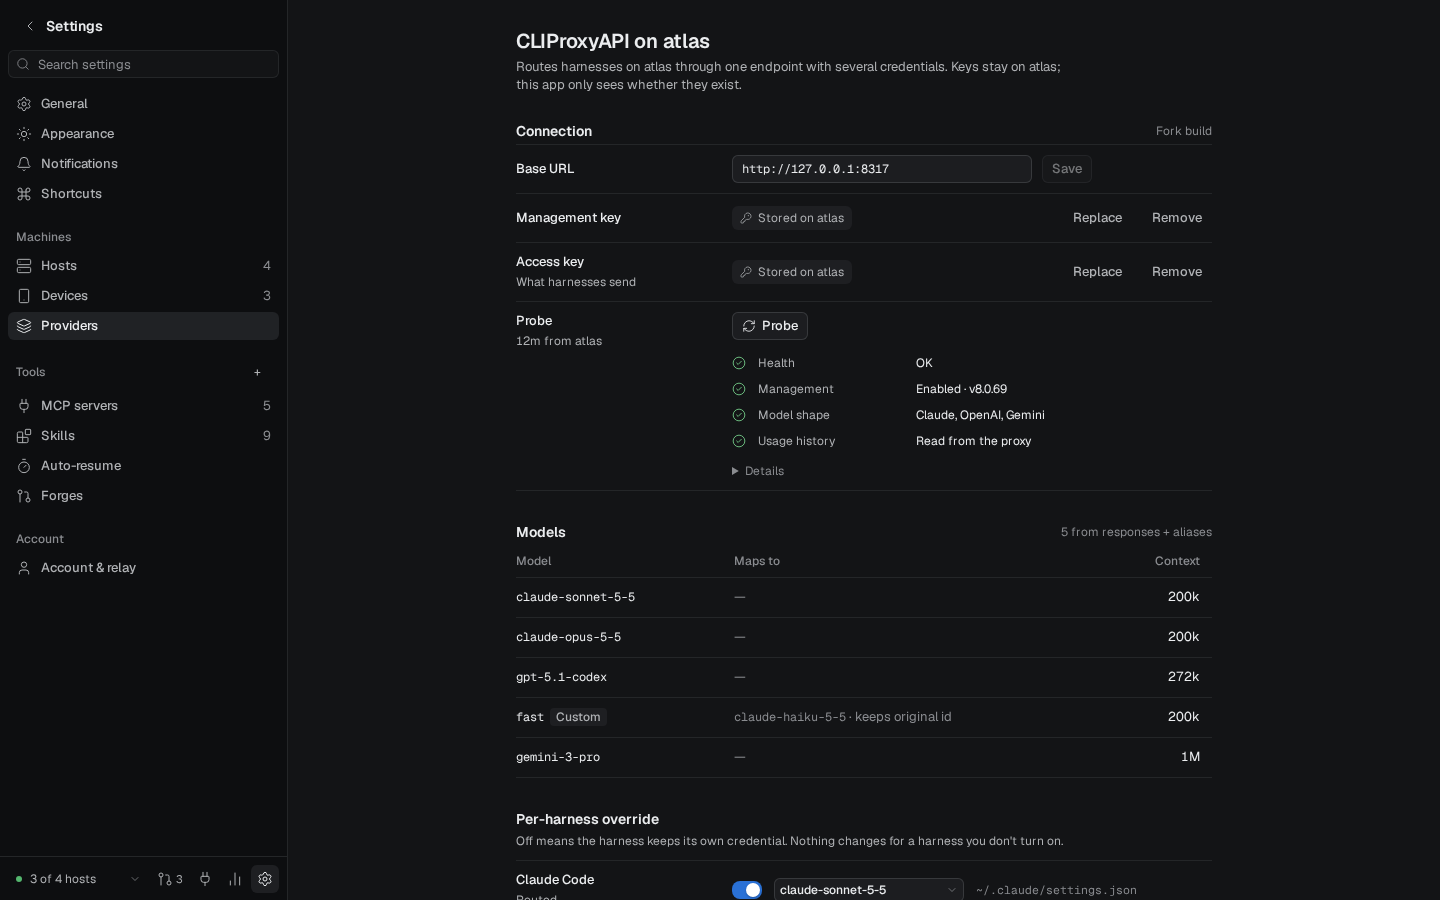 Settings
Search settings
General
Appearance
Notifications
Shortcuts
Machines
Hosts 4
Devices 3
Providers
Tools +
MCP servers 5
Skills 9
Auto-resume
Forges
Account
Account & relay
3 of 4 hosts 3
CLIProxyAPI on atlas
Routes harnesses on atlas through one endpoint with several credentials. Keys stay on atlas;
this app only sees whether they exist.
Connection Fork build
Base URL http://127.0.0.1:8317 Save
Management key Stored on atlas Replace Remove
Access key
What harnesses send
Stored on atlas Replace Remove
Probe
12m from atlas
Probe
Health OK
Management Enabled · v8.0.69
Model shape Claude, OpenAI, Gemini
Usage history Read from the proxy
Details
Models 5 from responses + aliases
Model Maps to Context
claude-sonnet-5-5 — 200k
claude-opus-5-5 — 200k
gpt-5.1-codex — 272k
fast Custom claude-haiku-5-5 · keeps original id 200k
gemini-3-pro — 1M
Per-harness override
Off means the harness keeps its own credential. Nothing changes for a harness you don't turn on.
Claude Code
Routed
claude-sonnet-5-5 ~/.claude/settings.json